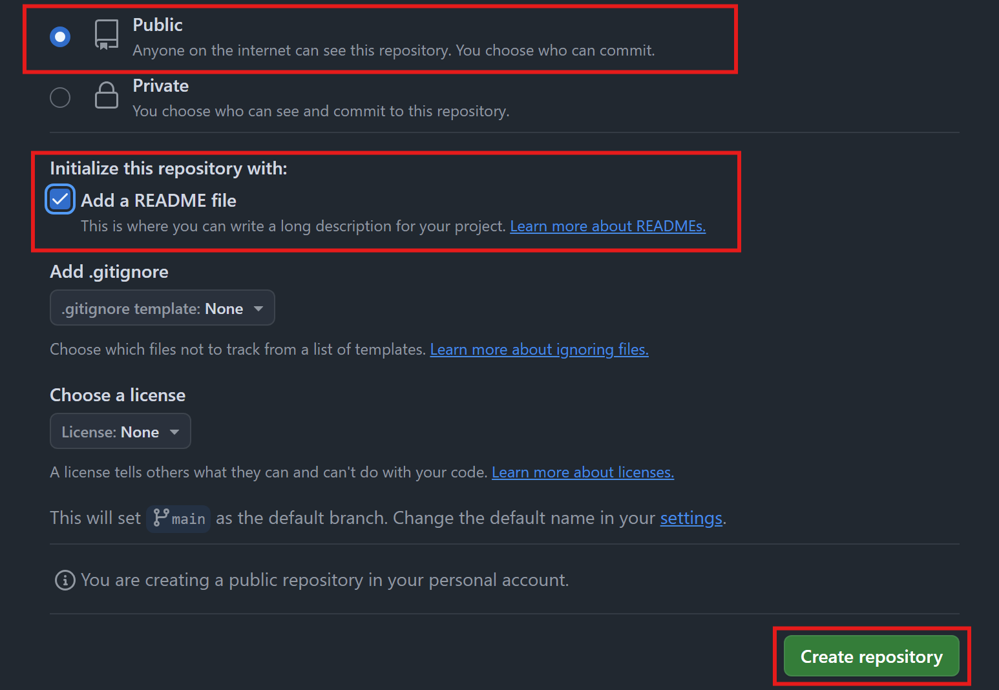 Public
Anyone on the internet can see this repository. You choose who can commit.
Private
You choose who can see and commit to this repository.
Initialize this repository with:
Add a README file
This is where you can write a long description for your project. Learn more about READMEs.
Add .gitignore
.gitignore template: None
Choose which files not to track from a list of templates. Learn more about ignoring files.
Choose a license
License: None
A license tells others what they can and can't do with your code. Learn more about licenses.
This will set main as the default branch. Change the default name in your settings.
You are creating a public repository in your personal account.
Create repository